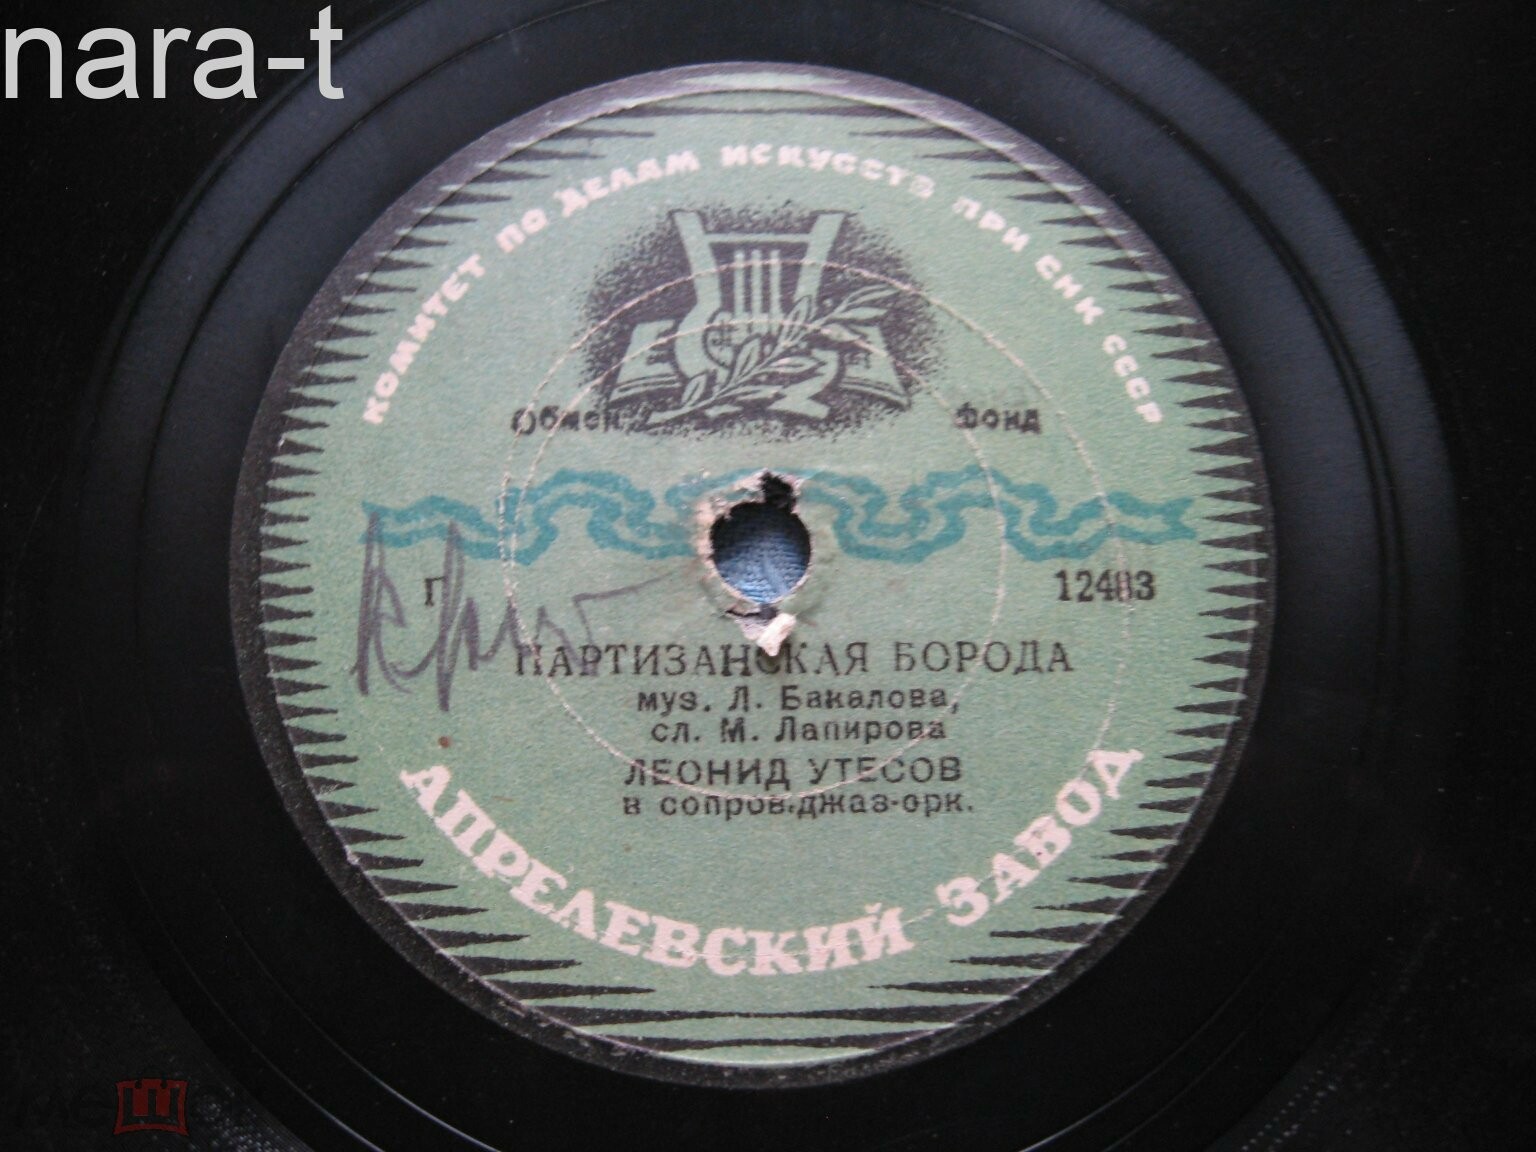 nara-t
КОМИТЕТ ПО ДЕЛАМ ИСКУССТВ ПРИ СНК СССР
Обмен Фонд
Г 12483
ПАРТИЗАНСКАЯ БОРОДА
муз. Л. Бакалова,
сл. М. Лапирова
ЛЕОНИД УТЕСОВ
в сопров.джаз-орк.
АПРЕЛЕВСКИЙ ЗАВОД